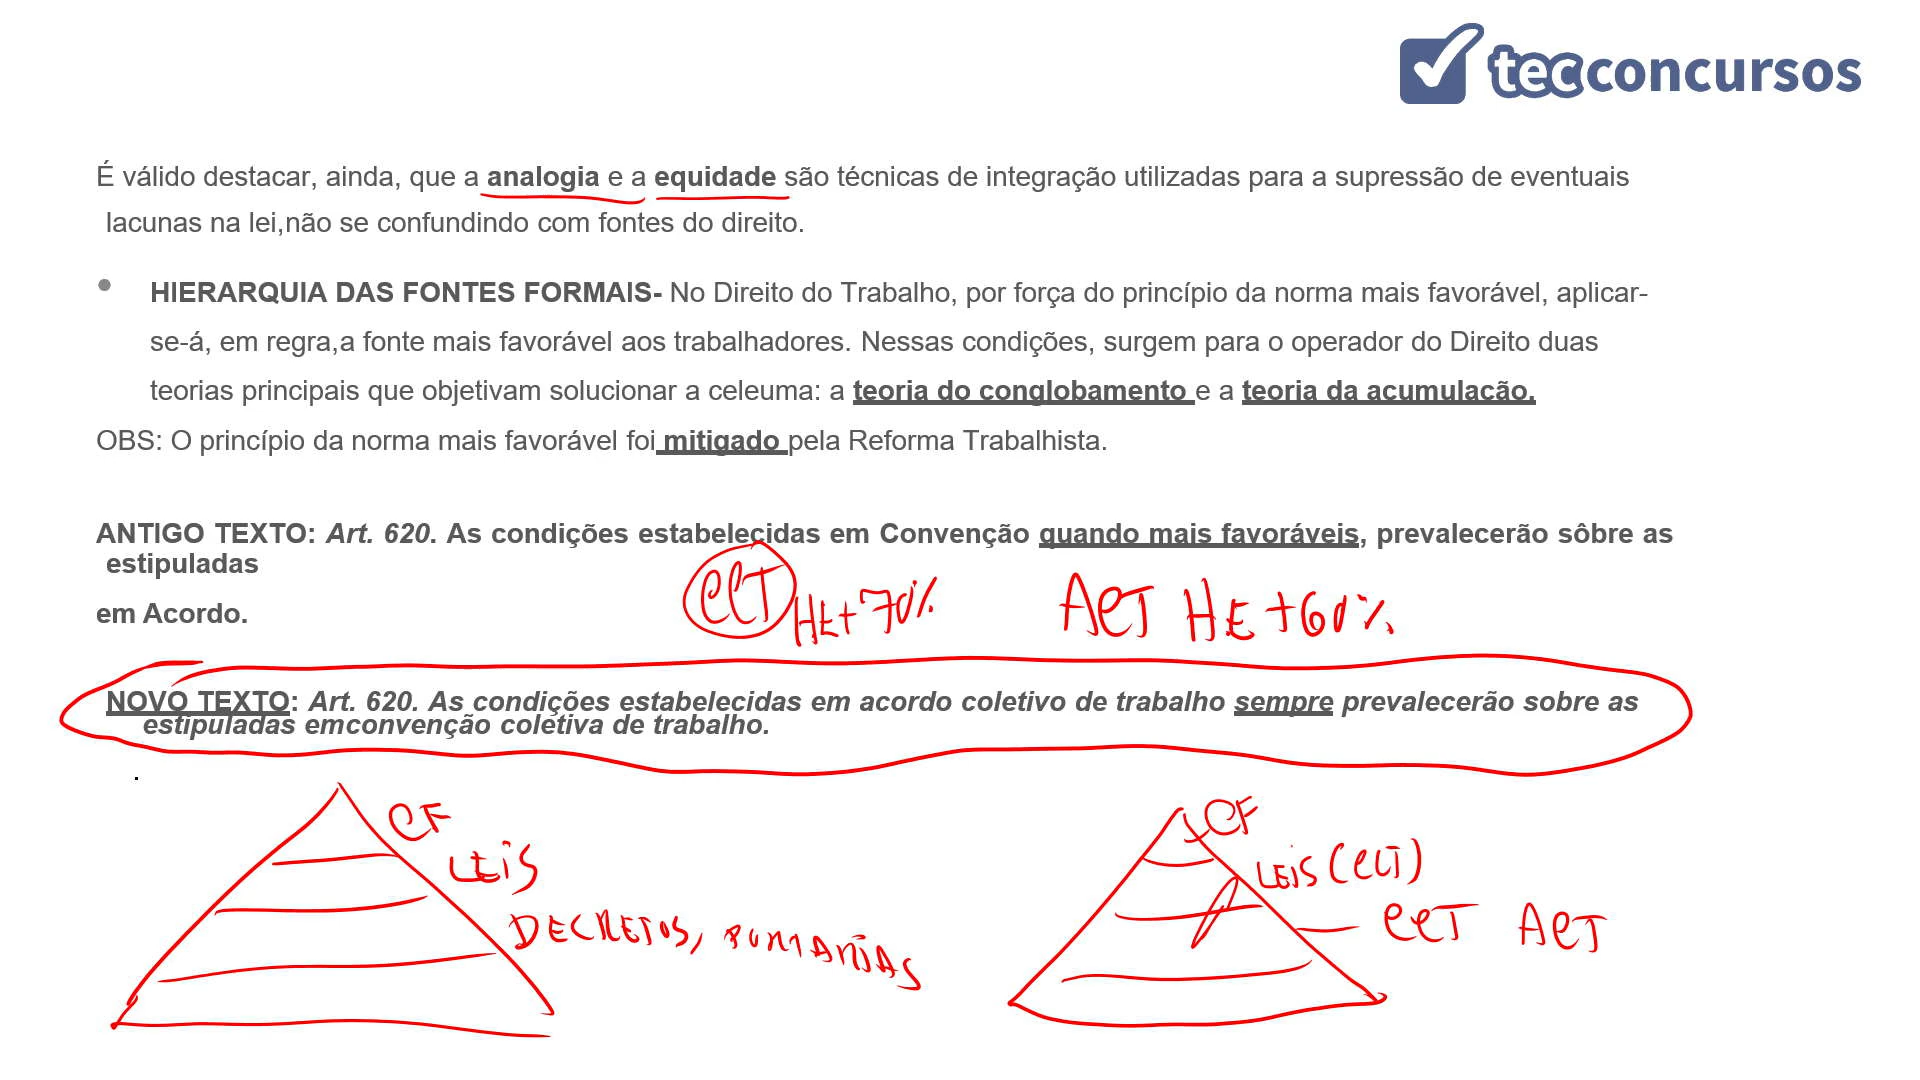 tecconcursos
É válido destacar, ainda, que a analogia e a equidade são técnicas de integração utilizadas para a supressão de eventuais
lacunas na lei,não se confundindo com fontes do direito.
• HIERARQUIA DAS FONTES FORMAIS- No Direito do Trabalho, por força do princípio da norma mais favorável, aplicar-
se-á, em regra,a fonte mais favorável aos trabalhadores. Nessas condições, surgem para o operador do Direito duas
teorias principais que objetivam solucionar a celeuma: a teoria do conglobamento e a teoria da acumulacão.
OBS: O princípio da norma mais favorável foi mitigado pela Reforma Trabalhista.
ANTIGO TEXTO: Art. 620. As condições estabelecidas em Convenção quando mais favoráveis, prevalecerão sôbre as
estipuladas
em Acordo.
CCT HE+70% ACT HE+60%
NOVO TEXTO: Art. 620. As condições estabelecidas em acordo coletivo de trabalho sempre prevalecerão sobre as
estipuladas emconvenção coletiva de trabalho.
.
CF
LEiS
DECRETOS, PORTARIAS
CF
LEiS (CLT)
CCT ACT